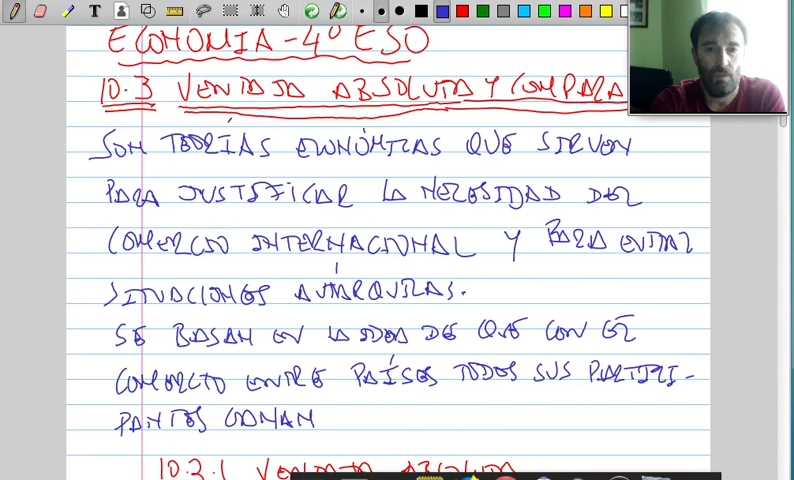 ECONOMIA - 4º ESO
10.3 VENTAJA ABSOLUTA Y COMPARA
SON TEORÍAS ECONÓMICAS QUE SIRVEN
PARA JUSTIFICAR LA NECESIDAD DEL
COMERCIO INTERNACIONAL Y PARA EVITAR
SITUACIONES AUTÁRQUICAS.
SE BASAN EN LA IDEA DE QUE CON EL
COMERCIO ENTRE PAÍSES TODOS SUS PARTICI-
PANTES GANAN
10.3.1 VENTAJA ABSOLUTA